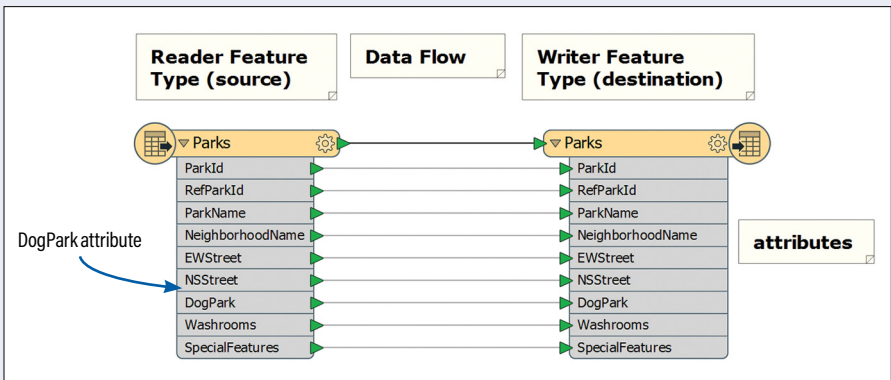 Reader Feature
Type (source)
Data Flow
Writer Feature
Type (destination)
Parks
ParkId
RefParkId
ParkName
NeighborhoodName
EWStreet
NSStreet
DogPark
Washrooms
SpecialFeatures
Parks
ParkId
RefParkId
ParkName
NeighborhoodName
EWStreet
NSStreet
DogPark
Washrooms
SpecialFeatures
DogPark attribute
attributes